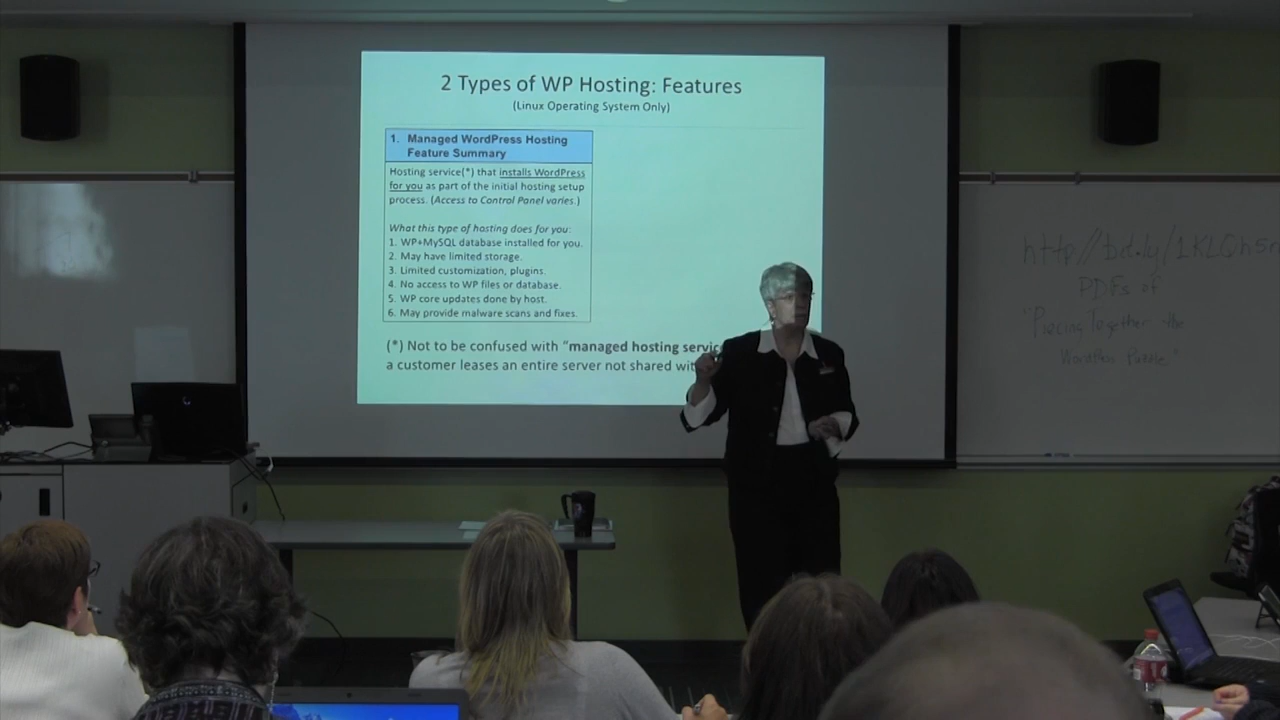 2 Types of WP Hosting: Features
(Linux Operating System Only)
1. Managed WordPress Hosting
Feature Summary
Hosting service(*) that installs WordPress
for you as part of the initial hosting setup
process. (Access to Control Panel varies.)
What this type of hosting does for you:
1. WP+MySQL database installed for you.
2. May have limited storage.
3. Limited customization, plugins.
4. No access to WP files or database.
5. WP core updates done by host.
6. May provide malware scans and fixes.
(*) Not to be confused with “managed hosting servic
a customer leases an entire server not shared wit
PDFs of
"Piecing Together the
WordPress Puzzle"